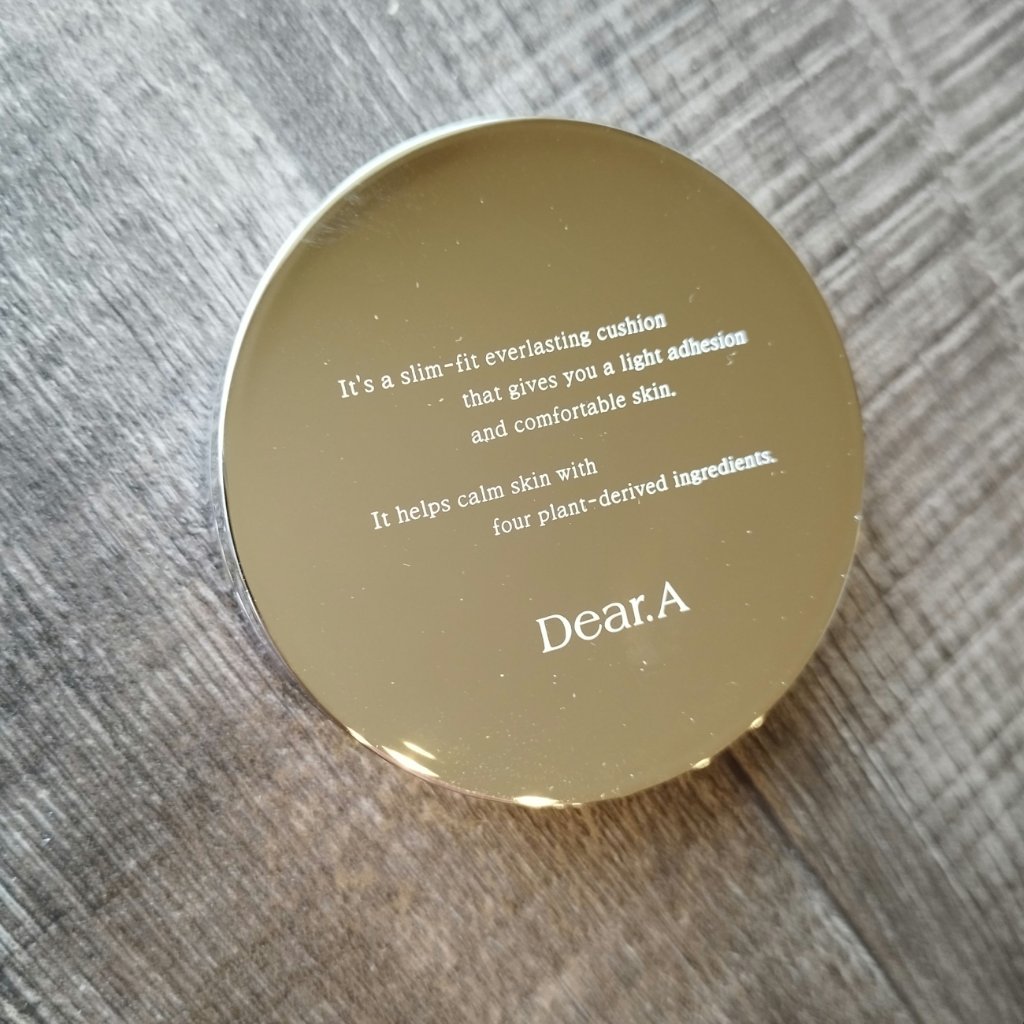 It's a slim-fit everlasting cushion
that gives you a light adhesion
and comfortable skin.
It helps calm skin with
four plant-derived ingredients.
Dear.A